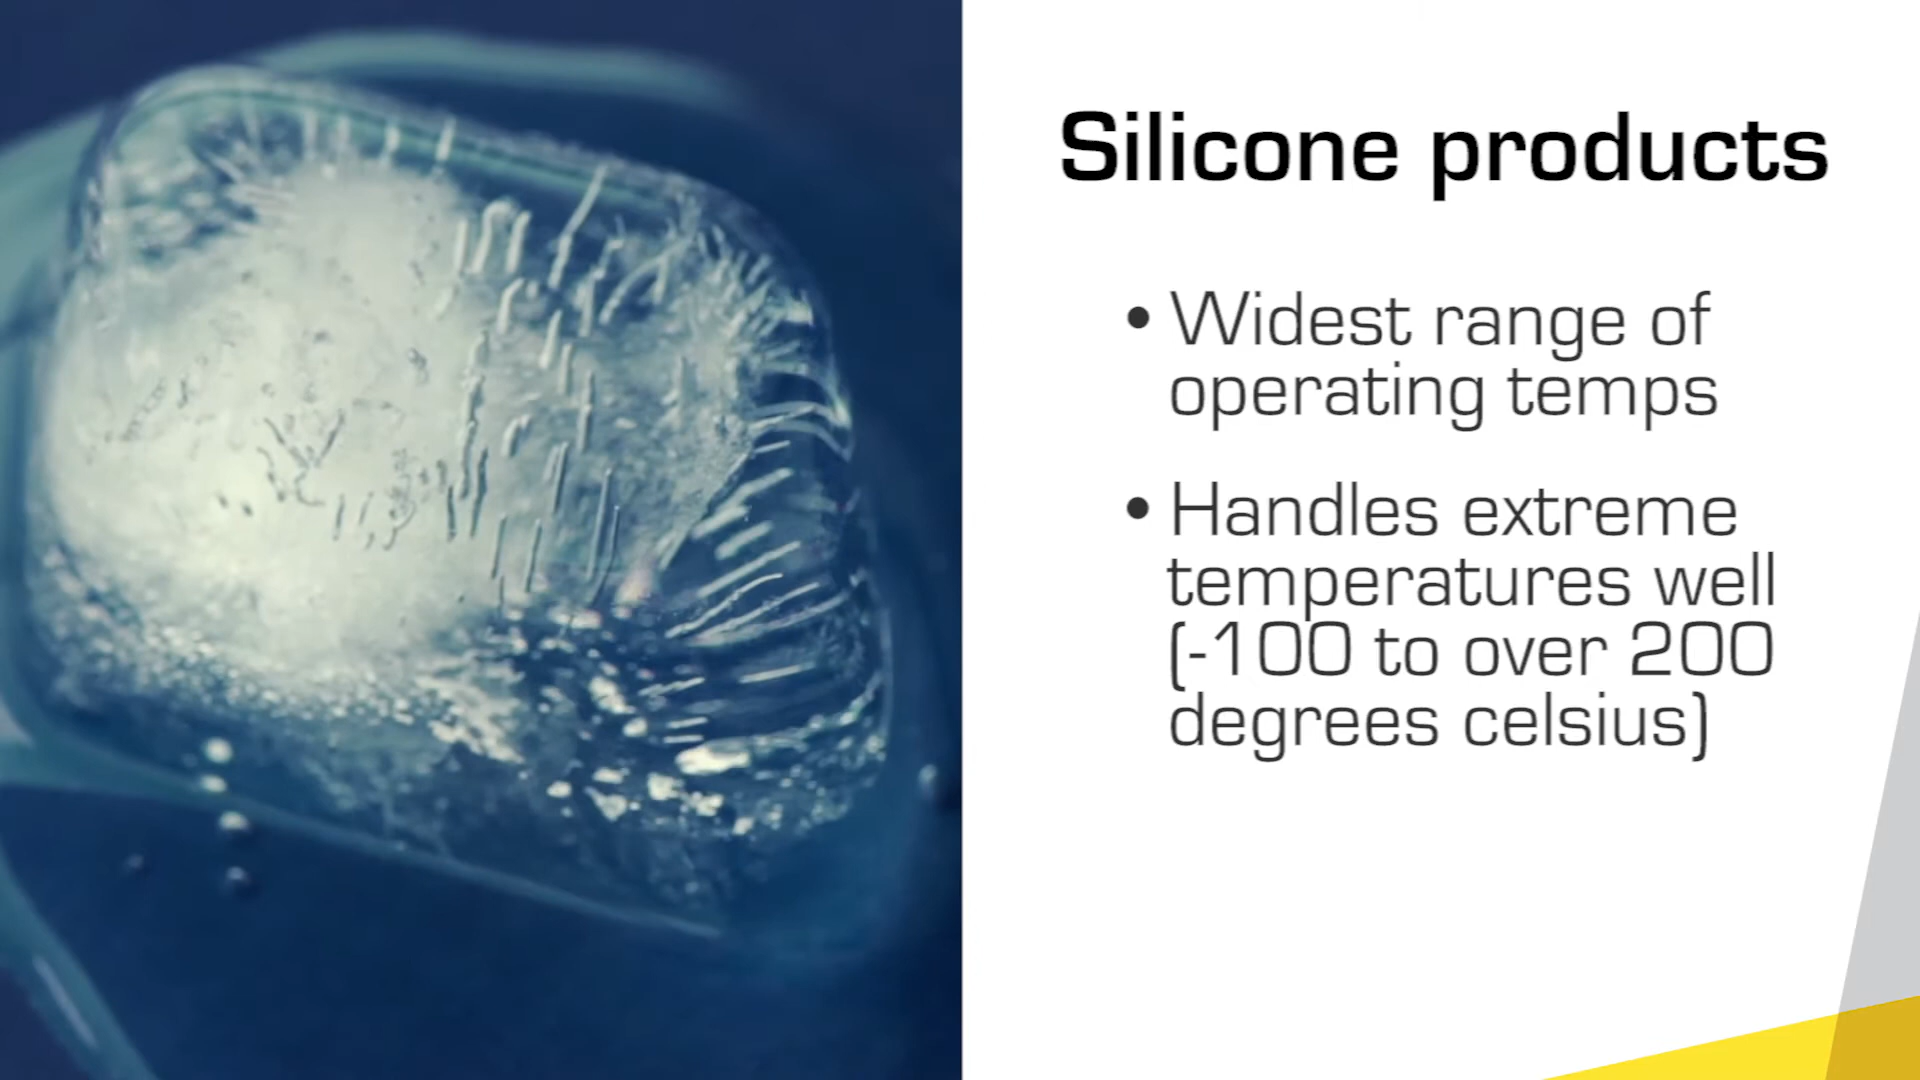 Silicone products
• Widest range of
operating temps
• Handles extreme
temperatures well
(-100 to over 200
degrees celsius)